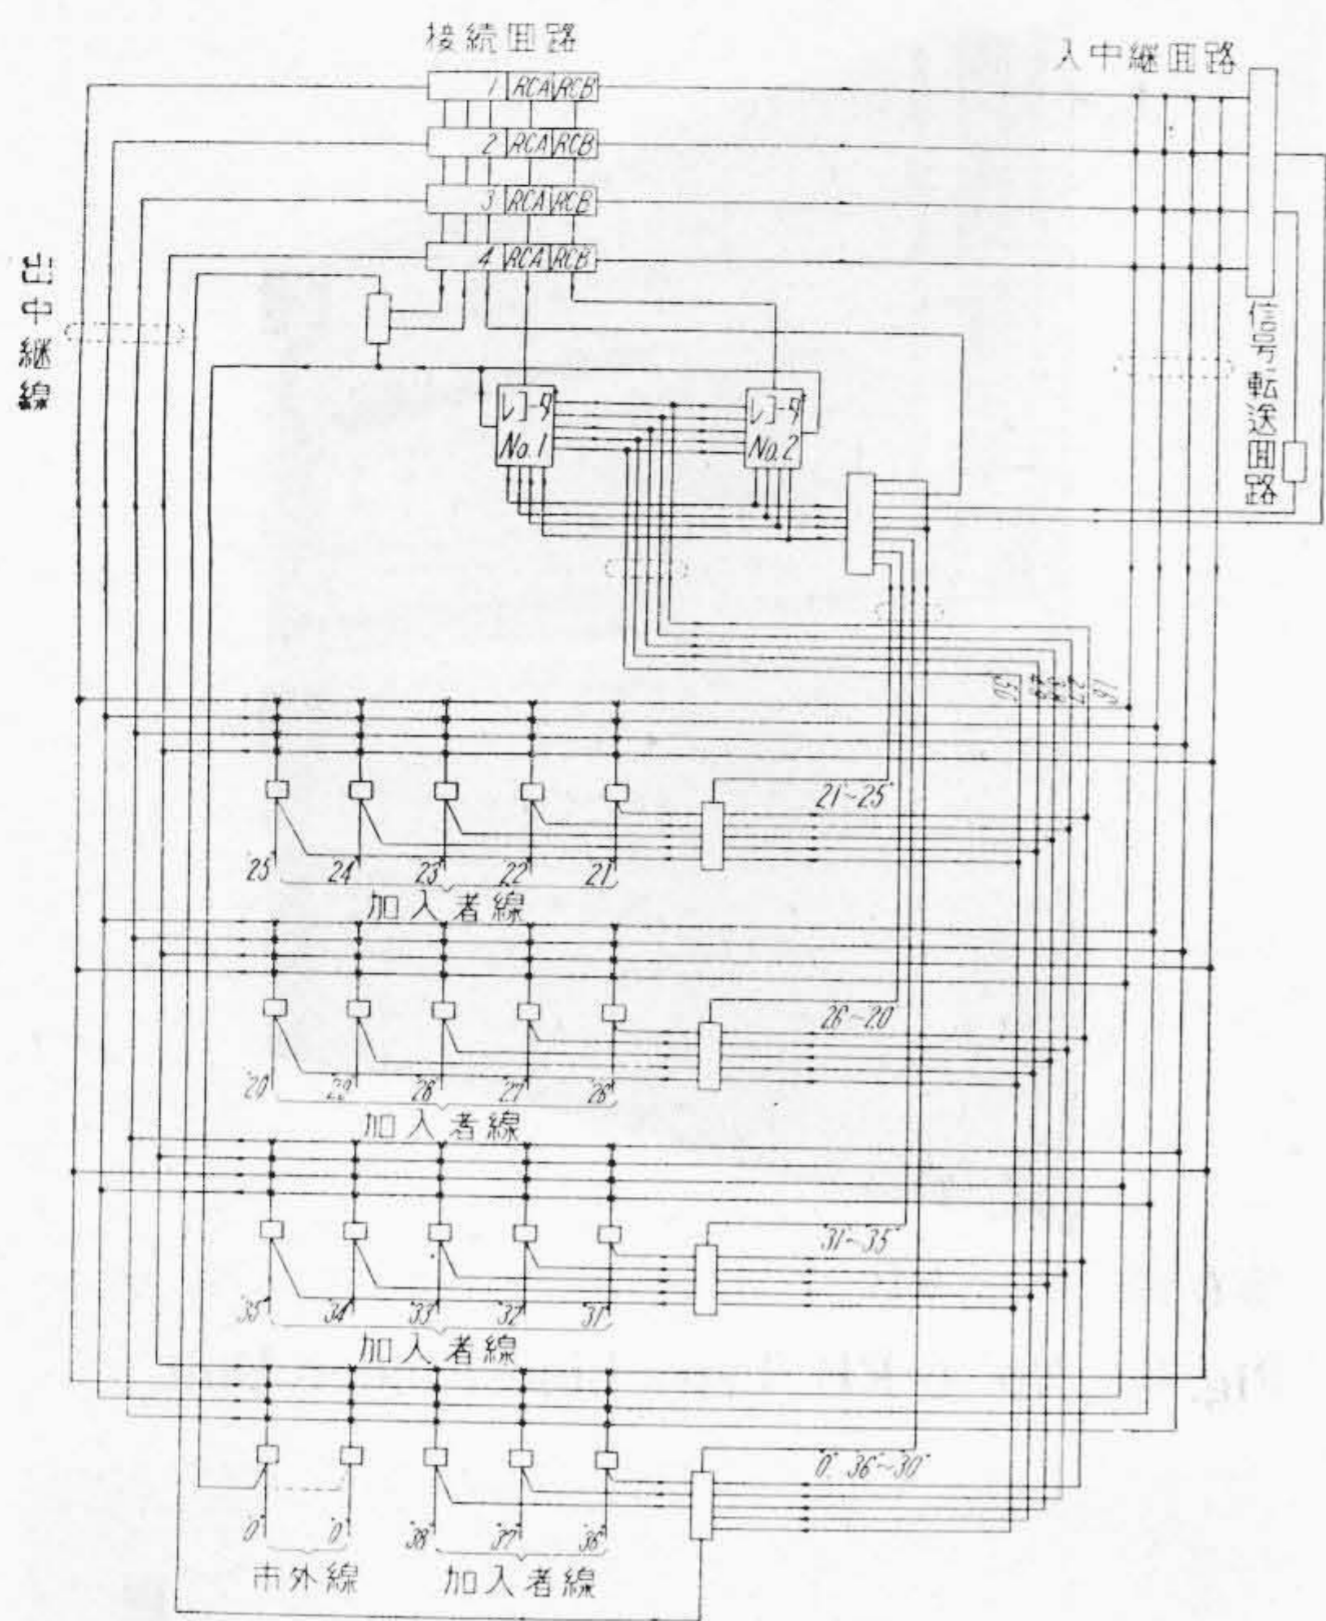 接続回路
入中継回路
1 RCA RCB
2 RCA RCB
3 RCA RCB
4 RCA RCB
出中継線
信号転送回路
レコーダ No.1
レコーダ No.2
"21~25"
"25" "24" "23" "22" "21"
加入者線
"26~20"
"20" "29" "28" "27" "26"
加入者線
"31~35"
"35" "34" "33" "32" "31"
加入者線
"0" "36~30"
"0" "0" "38" "37" "36"
市外線 加入者線